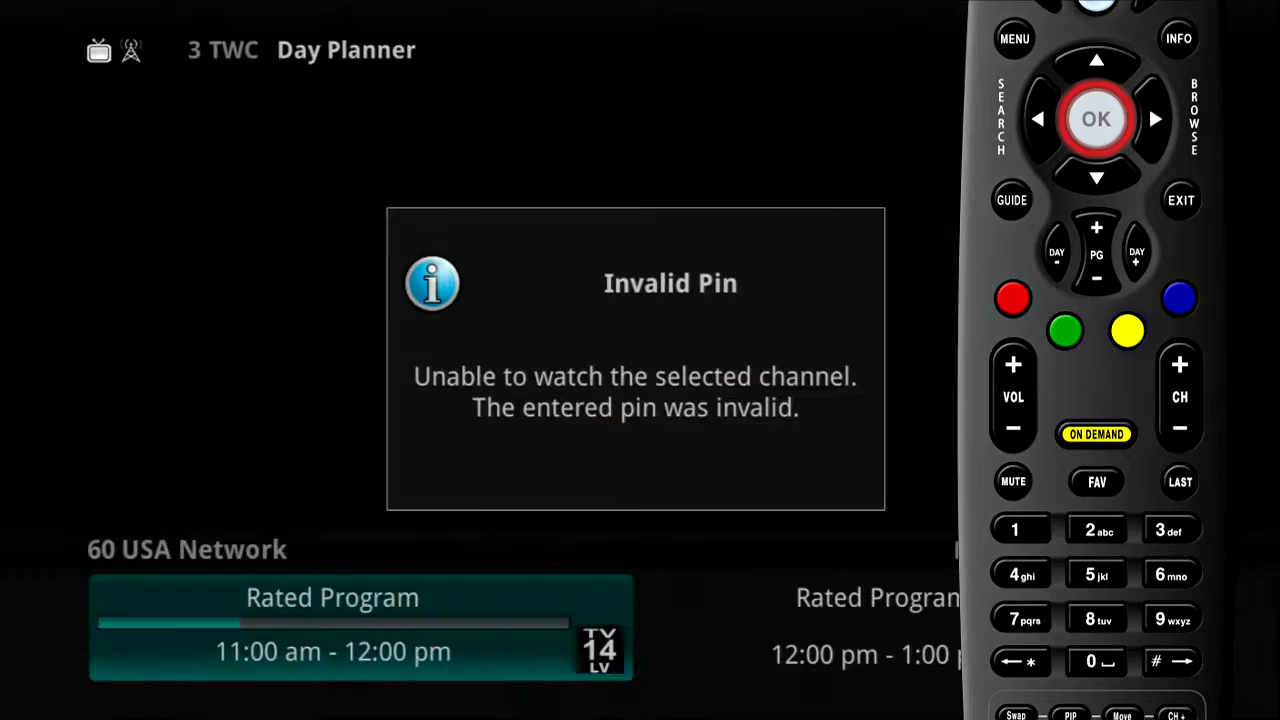 3 TWC Day Planner
Invalid Pin
Unable to watch the selected channel.
The entered pin was invalid.
60 USA Network
Rated Program
11:00 am - 12:00 pm
TV
14
LV
Rated Program
12:00 pm - 1:00
MENU
INFO
SEARCH
OK
BROWSE
GUIDE
EXIT
DAY
-
+
PG
-
DAY
+
+
VOL
-
+
CH
-
ON DEMAND
MUTE
FAV
LAST
1
2abc
3def
4ghi
5jkl
6mno
7pqrs
8tuv
9wxyz
←*
0
# →
Swap
PIP
Move
CH+